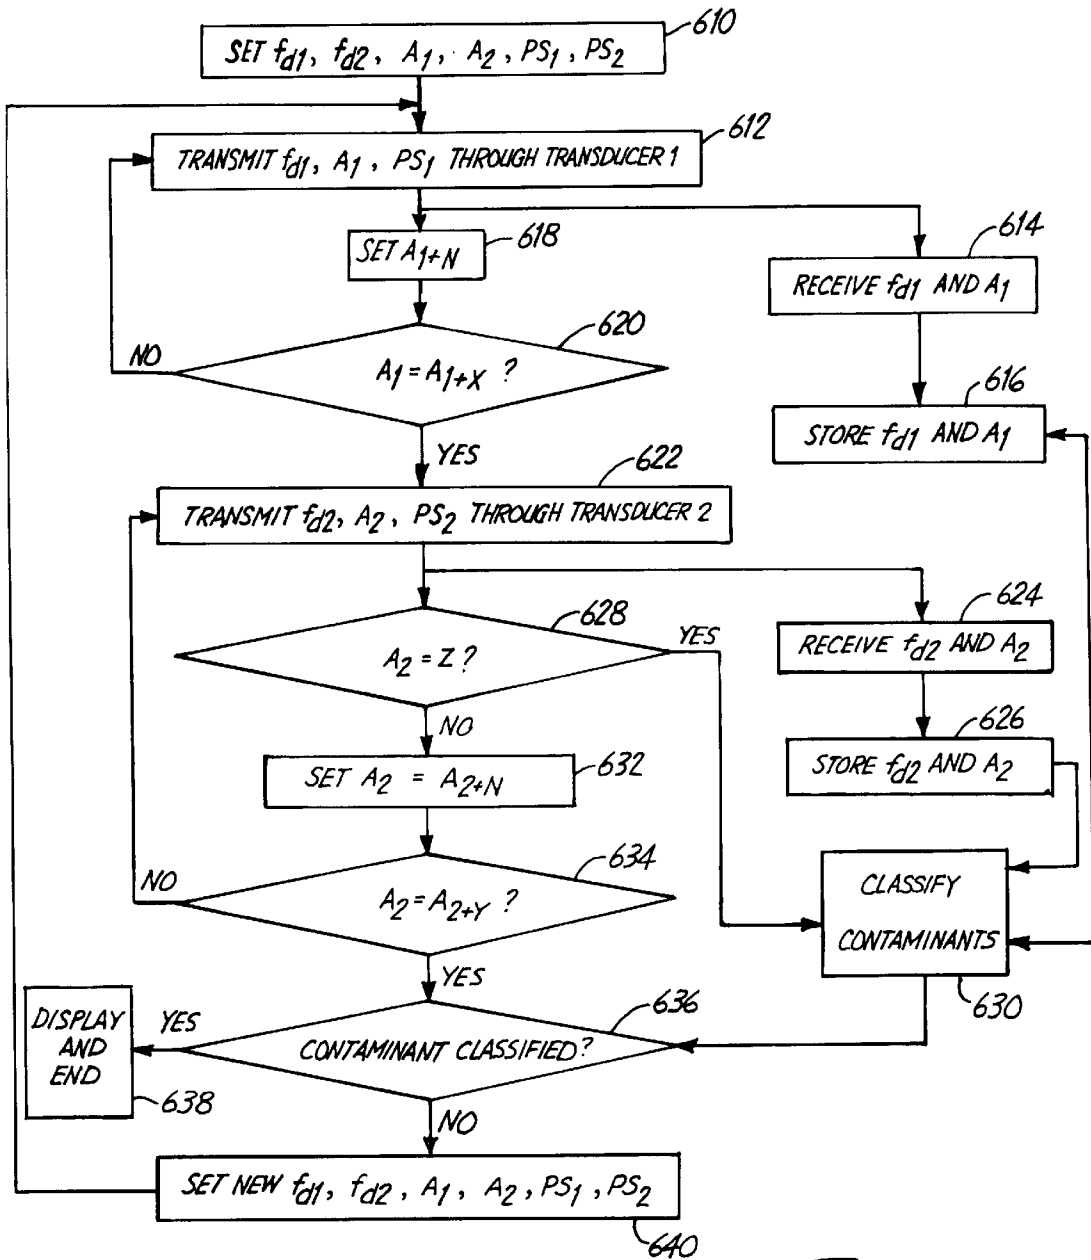 610
SET fd1, fd2, A1, A2, PS1, PS2
612
TRANSMIT fd1, A1, PS1 THROUGH TRANSDUCER 1
618
SET A1+N
614
RECEIVE fd1 AND A1
620
NO
A1 = A1+X ?
616
STORE fd1 AND A1
YES
622
TRANSMIT fd2, A2, PS2 THROUGH TRANSDUCER 2
628
YES
624
A2 = Z ?
RECEIVE fd2 AND A2
NO
626
632
SET A2 = A2+N
STORE fd2 AND A2
634
NO
A2 = A2+Y ?
CLASSIFY
CONTAMINANTS
YES
630
636
DISPLAY
AND
END
YES
CONTAMINANT CLASSIFIED?
638
NO
SET NEW fd1, fd2, A1, A2, PS1, PS2
640